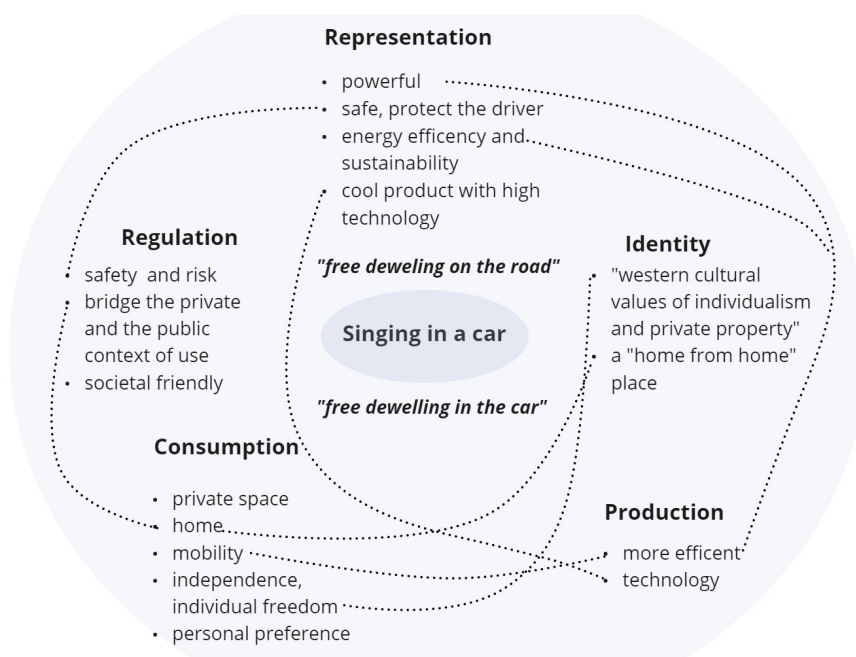 Representation
• powerful
• safe, protect the driver
• energy efficency and
sustainability
• cool product with high
technology
Regulation
• safety and risk
• bridge the private
and the public
context of use
• societal friendly
Identity
• "western cultural
values of individualism
and private property"
• a "home from home"
place
"free deweling on the road"
Singing in a car
"free dewelling in the car"
Consumption
• private space
• home
• mobility
• independence,
individual freedom
• personal preference
Production
• more efficent
• technology